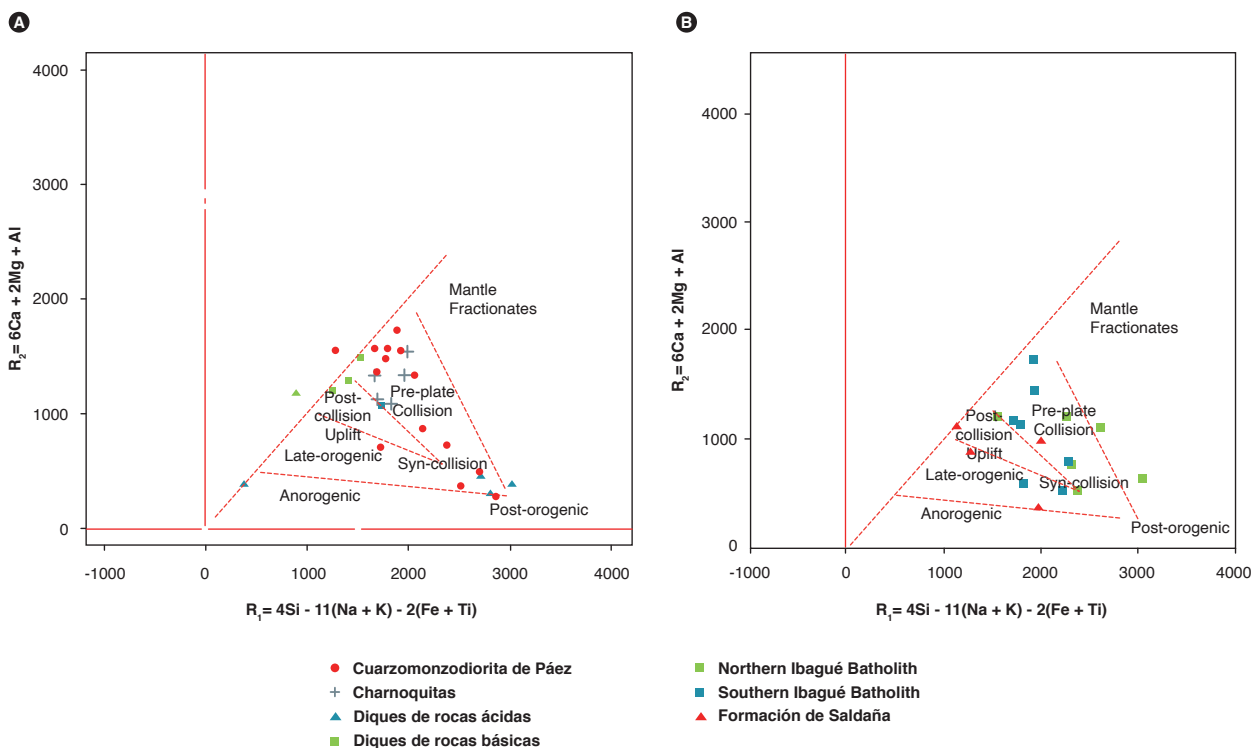 A
B
4000
3000
2000
1000
0
-1000
0
1000
2000
3000
4000
R2= 6Ca + 2Mg + Al
R1= 4Si - 11(Na + K) - 2(Fe + Ti)
Mantle
Fractionates
Post-
collision
Uplift
Pre-plate
Collision
Late-orogenic
Syn-collision
Anorogenic
Post-orogenic
4000
3000
2000
1000
0
-1000
0
1000
2000
3000
4000
R2= 6Ca + 2Mg + Al
R1= 4Si - 11(Na + K) - 2(Fe + Ti)
Mantle
Fractionates
Post-
collision
Uplift
Pre-plate
Collision
Late-orogenic
Syn-collision
Anorogenic
Post-orogenic
Cuarzomonzodiorita de Páez
Charnoquitas
Diques de rocas ácidas
Diques de rocas básicas
Northern Ibagué Batholith
Southern Ibagué Batholith
Formación de Saldaña